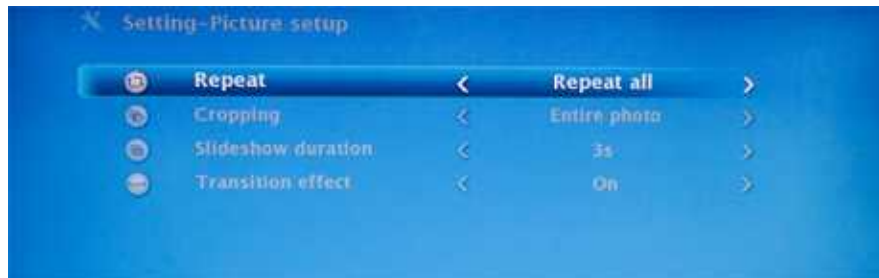 Setting-Picture setup
Repeat < Repeat all >
Cropping < Entire photo >
Slideshow duration < 3s >
Transition effect < On >